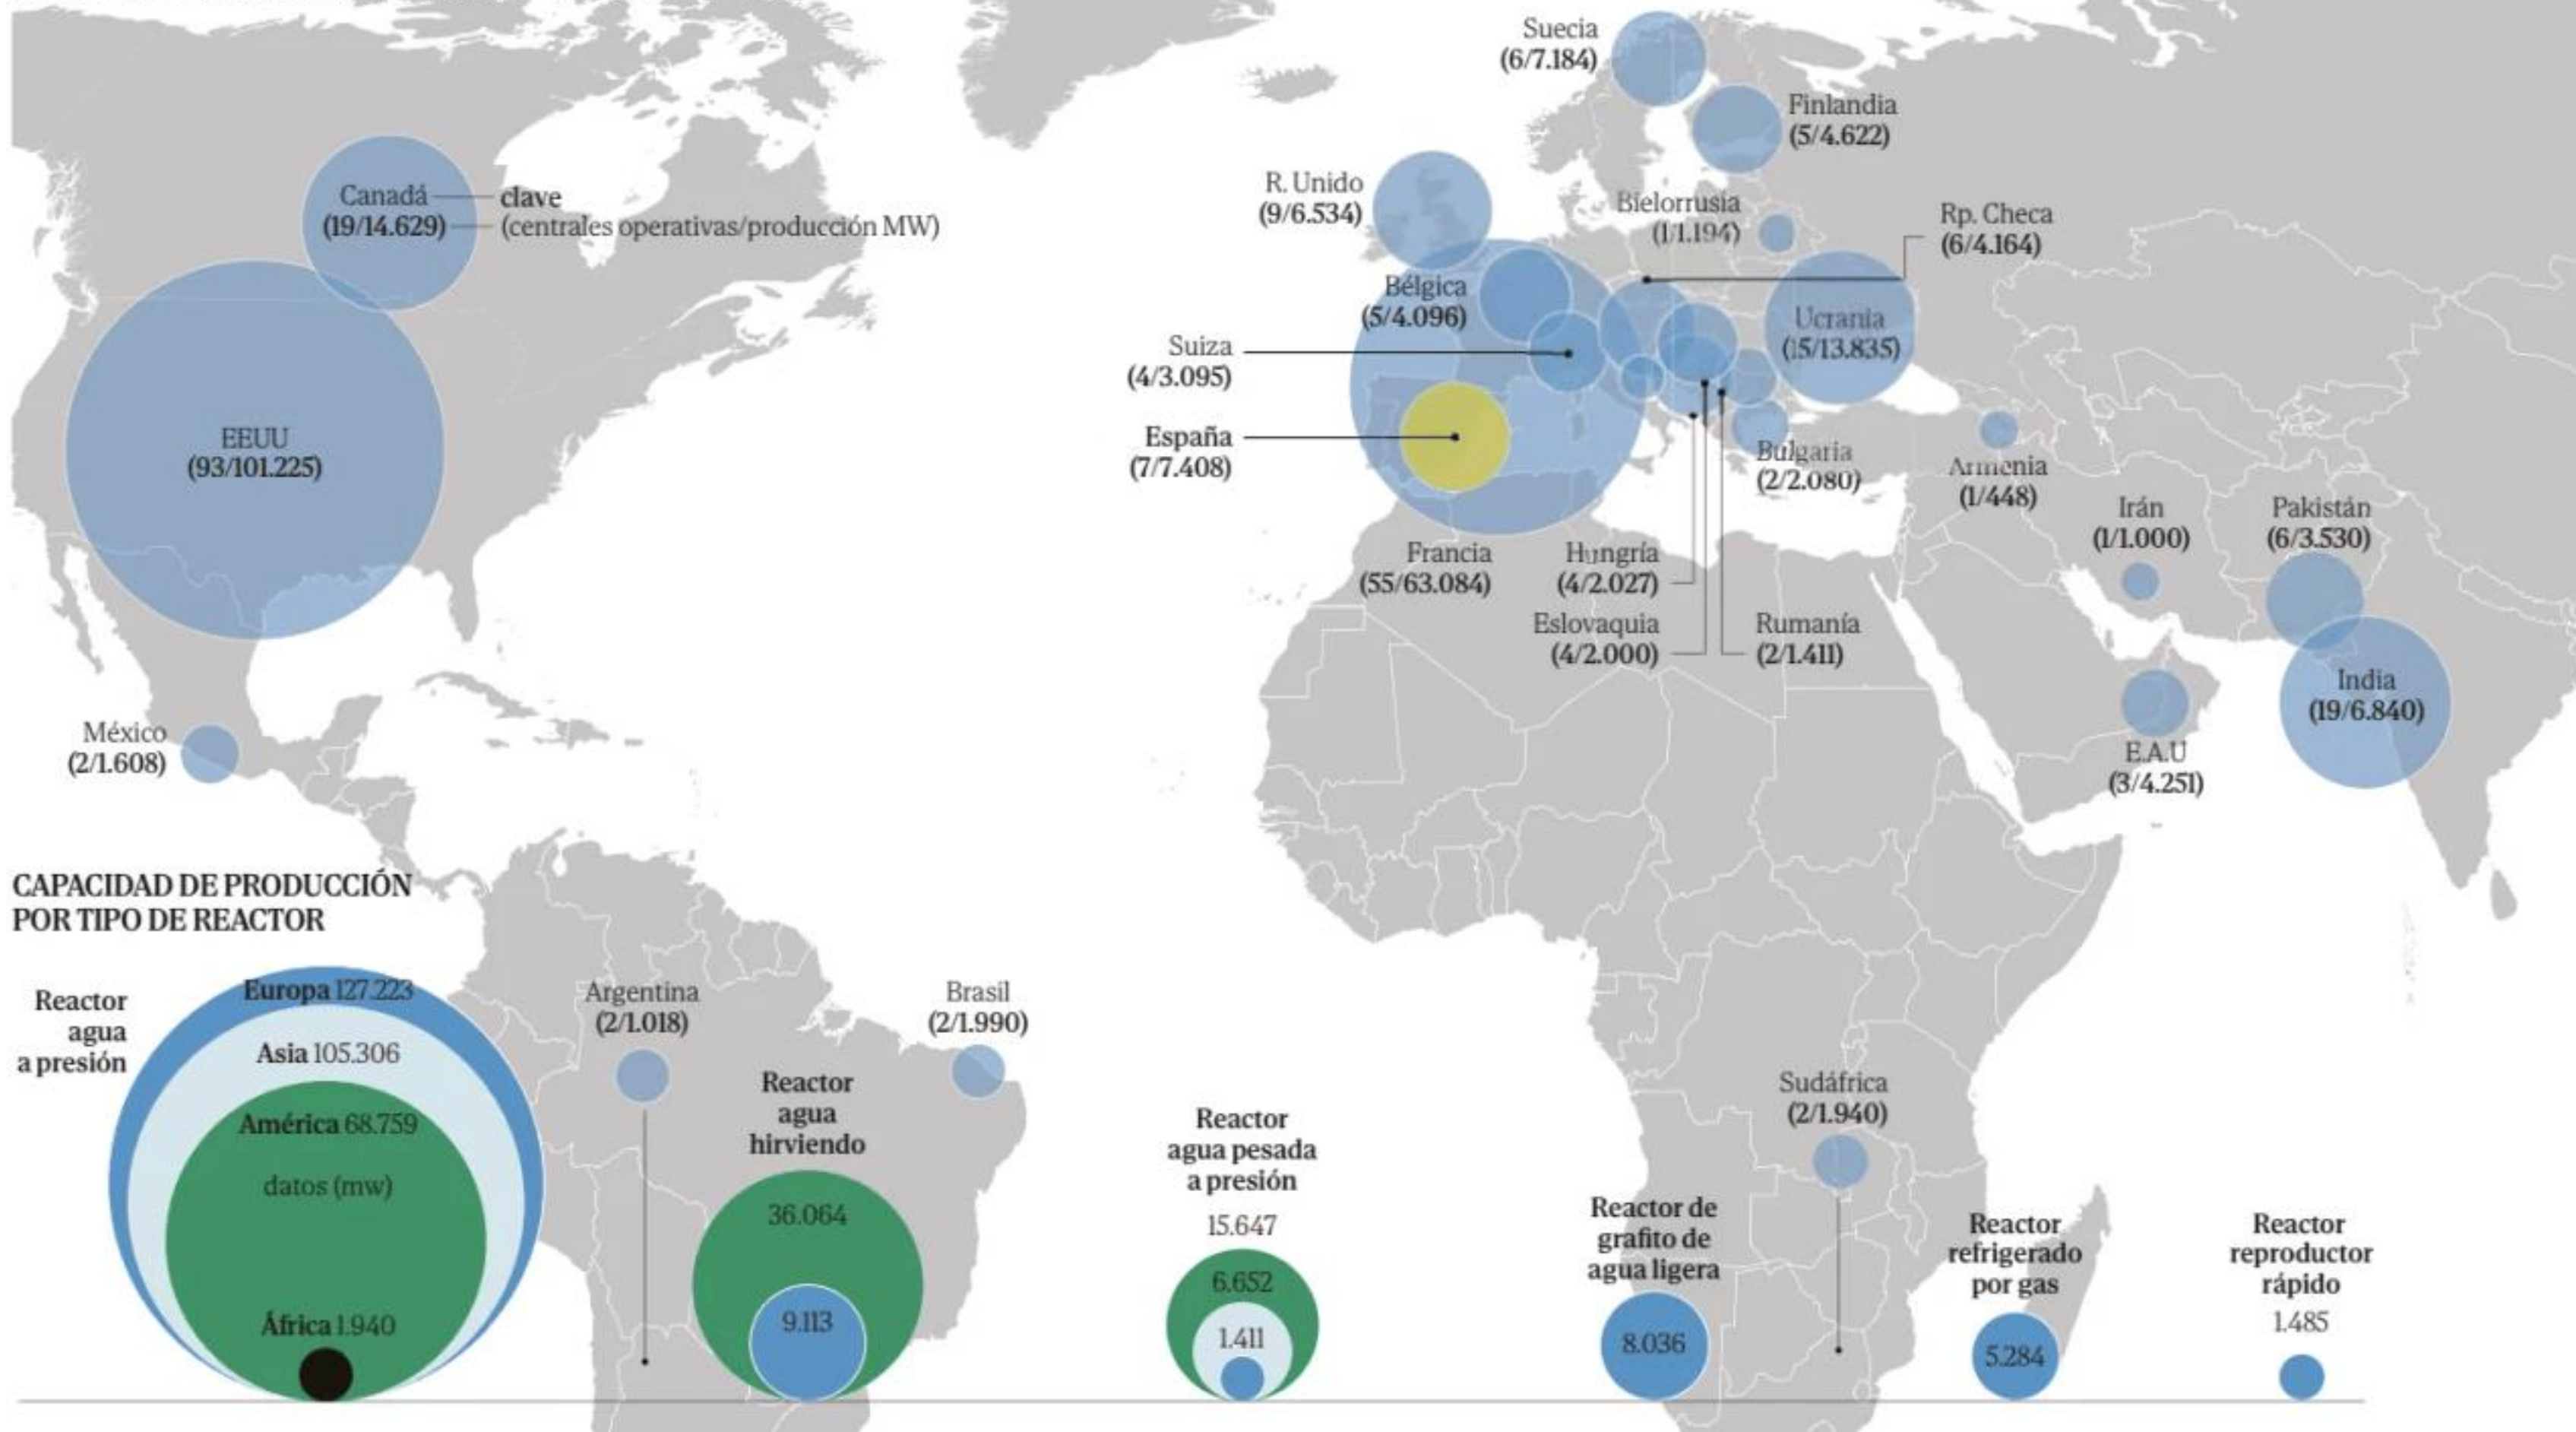 Suecia
(6/7.184)
Finlandia
(5/4.622)
R. Unido
(9/6.534)
Bielorrusia
(1/1.194)
Rp. Checa
(6/4.164)
Canadá
(19/14.629)
clave
(centrales operativas/producción MW)
Bélgica
(5/4.096)
Ucrania
(15/13.835)
Suiza
(4/3.095)
España
(7/7.408)
EEUU
(93/101.225)
Bulgaria
(2/2.080)
Armenia
(1/448)
Irán
(1/1.000)
Pakistán
(6/3.530)
Francia
(55/63.084)
Hungría
(4/2.027)
Eslovaquia
(4/2.000)
Rumanía
(2/1.411)
India
(19/6.840)
E.A.U
(3/4.251)
México
(2/1.608)
CAPACIDAD DE PRODUCCIÓN
POR TIPO DE REACTOR
Reactor
agua
a presión
Europa 127.223
Asia 105.306
América 68.759
datos (mw)
África 1.940
Argentina
(2/1.018)
Brasil
(2/1.990)
Reactor
agua
hirviendo
36.064
9.113
Reactor
agua pesada
a presión
15.647
6.652
1.411
Sudáfrica
(2/1.940)
Reactor de
grafito de
agua ligera
8.036
Reactor
refrigerado
por gas
5.284
Reactor
reproductor
rápido
1.485